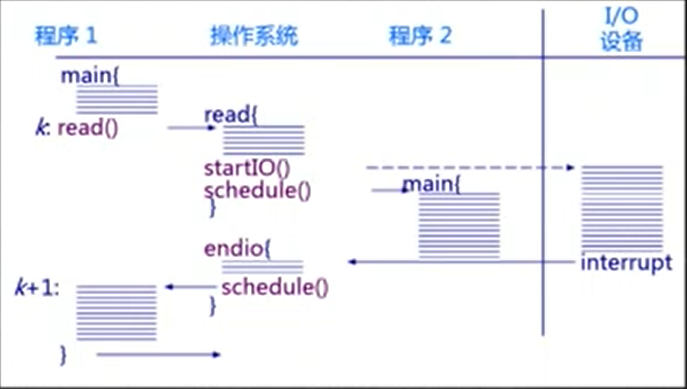 程序 1 操作系统 程序 2 I/O 设备
main{
k: read() read{
startIO()
schedule() main{
}
endio{ interrupt
k+1: schedule()
}
}